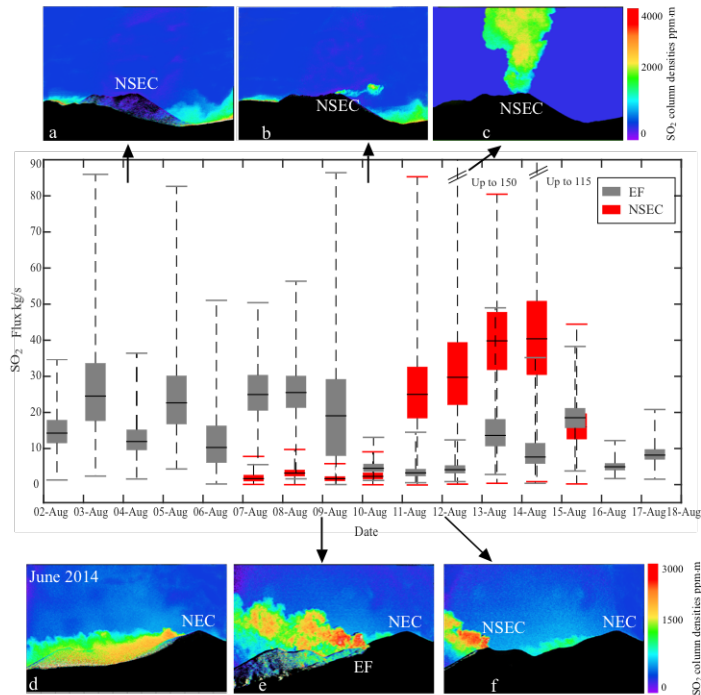 NSEC
a
NSEC
b
NSEC
c
4000
2000
0
SO₂ column densities ppm·m
90
80
70
60
50
40
30
20
10
0
SO₂ Flux kg/s
Up to 150
Up to 115
EF
NSEC
02-Aug 03-Aug 04-Aug 05-Aug 06-Aug 07-Aug 08-Aug 09-Aug 10-Aug 11-Aug 12-Aug 13-Aug 14-Aug 15-Aug 16-Aug 17-Aug 18-Aug
Date
June 2014
d
NEC
NEC
EF
e
NSEC
NEC
f
3000
1500
0
SO₂ column densities ppm·m